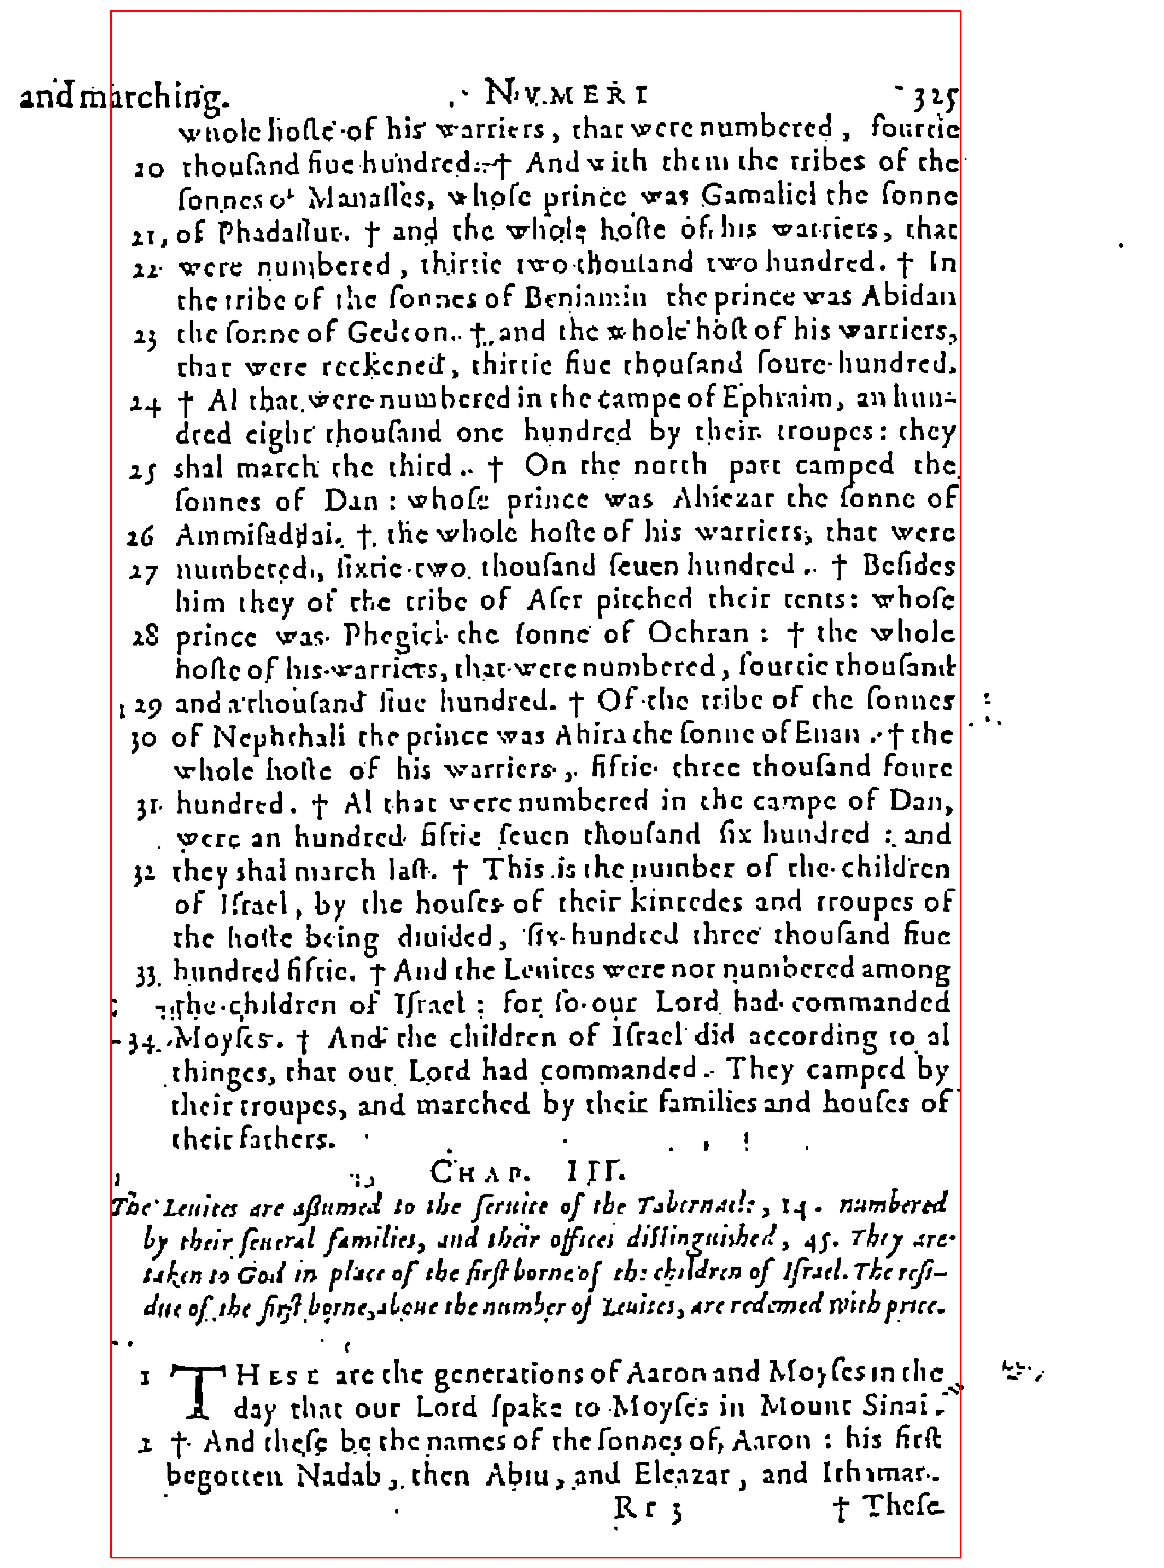 and marching. NVMERI 325
whole hoſte of his warriers, that were numbered, fourtie
20 thouſand fiue hundred. † And with them the tribes of the
ſonnes of Manaſſes, whoſe prince was Gamaliel the ſonne
21 of Phadaſſur. † and the whole hoſte of his warriers, that
22 were numbered, thirtie two thouſand two hundred. † In
the tribe of the ſonnes of Beniamin the prince was Abidan
23 the ſonne of Gedeon. † and the whole hoſt of his warriers,
that were reckened, thirtie fiue thouſand foure hundred.
24 † Al that were numbered in the campe of Ephraim, an hun-
dred eight thouſand one hundred by their troupes: they
25 shal march the third. † On the north part camped the
ſonnes of Dan: whoſe prince was Ahiezar the ſonne of
26 Ammiſaddai. † the whole hoſte of his warriers, that were
27 numbered, ſixtie two thouſand ſeuen hundred. † Beſides
him they of the tribe of Aſer pitched their tents: whoſe
28 prince was Phegiel the ſonne of Ochran: † the whole
hoſte of his warriers, that were numbered, fourtie thouſand
29 and a thouſand fiue hundred. † Of the tribe of the ſonnes
30 of Nephthali the prince was Ahira the ſonne of Enan. † the
whole hoſte of his warriers, fiftie three thouſand foure
31 hundred. † Al that were numbered in the campe of Dan,
were an hundred fiftie ſeuen thouſand ſix hundred: and
32 they shal march laſt. † This is the number of the children
of Iſrael, by the houſes of their kinredes and troupes of
the hoſte being diuided, ſix hundred three thouſand fiue
33 hundred fiftie. † And the Leuites were not numbered among
the children of Iſrael: for ſo our Lord had commanded
34 Moyſes. † And the children of Iſrael did according to al
thinges, that our Lord had commanded. They camped by
their troupes, and marched by their families and houſes of
their fathers.
CHAP. III.
The Leuites are aſſumed to the ſeruice of the Tabernacle, 14. numbered
by their ſeueral families, and their offices diſtinguished, 45. They are
taken to God in place of the firſt borne of the children of Iſrael. The reſi-
due of the firſt borne, aboue the number of Leuites, are redemed with price.
1 THESE are the generations of Aaron and Moyſes in the
day that our Lord ſpake to Moyſes in Mount Sinai.
2 † And theſe be the names of the ſonnes of Aaron: his firſt
begotten Nadab, then Abiu, and Eleazar, and Ithamar.
Rr 3 † Theſe